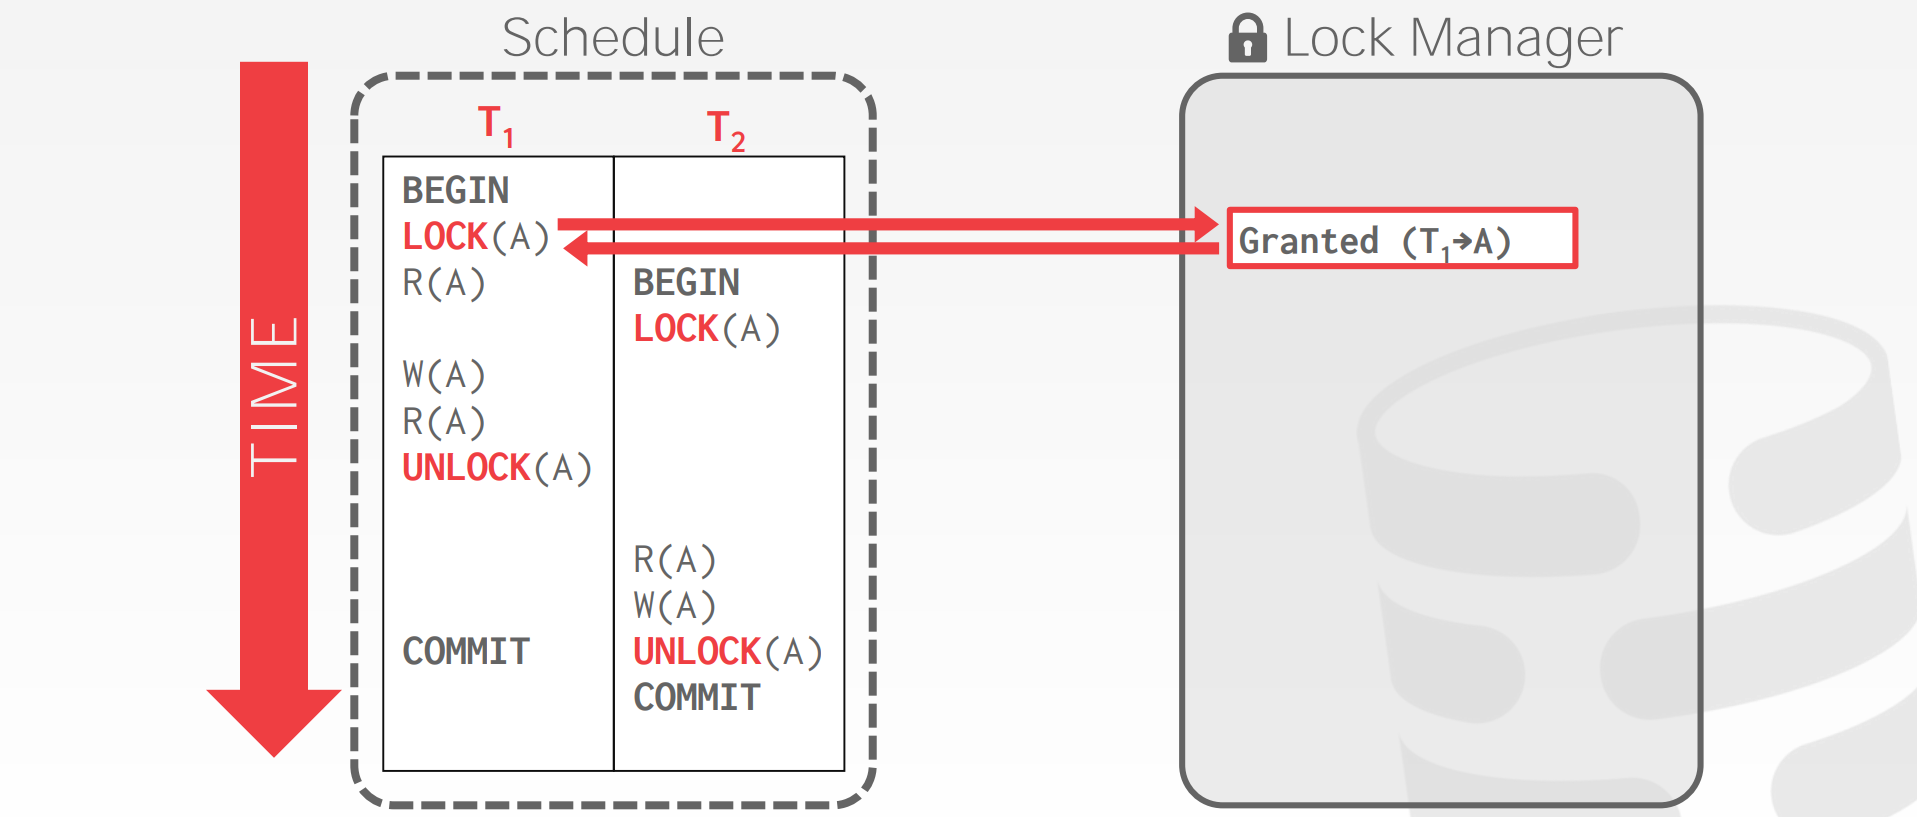 Schedule
Lock Manager
TIME
T₁ T₂
BEGIN
LOCK(A)
Granted (T₁→A)
R(A) BEGIN
LOCK(A)
W(A)
R(A)
UNLOCK(A)
R(A)
W(A)
COMMIT UNLOCK(A)
COMMIT